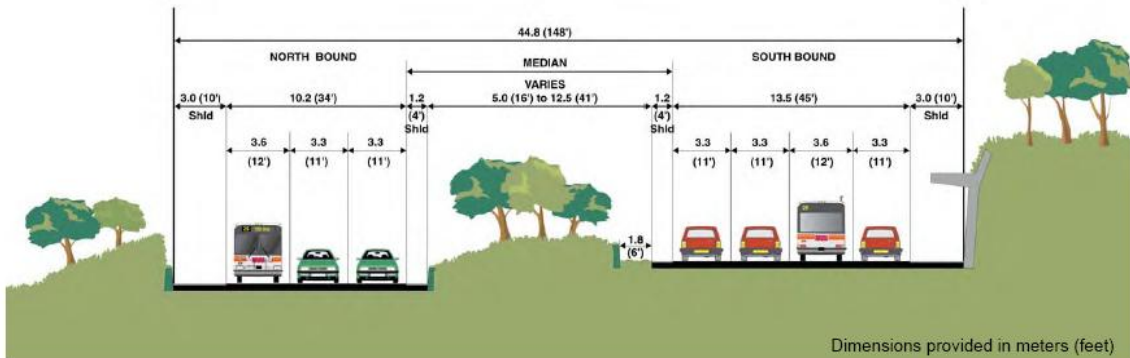 44.8 (148')
NORTH BOUND
MEDIAN
SOUTH BOUND
VARIES
3.0 (10')
Shld
10.2 (34')
1.2
(4')
Shld
5.0 (16') to 12.5 (41')
1.2
(4')
Shld
13.5 (45')
3.0 (10')
Shld
3.6
(12')
3.3
(11')
3.3
(11')
3.3
(11')
3.3
(11')
3.6
(12')
3.3
(11')
1.8
(6')
Dimensions provided in meters (feet)